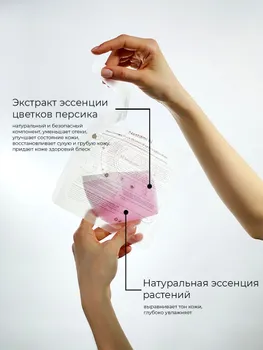 Экстракт эссенции
цветков персика
натуральный и безопасный
компонент, уменьшает отеки,
улучшает состояние кожи,
восстанавливает сухую и грубую кожу,
придает коже здоровый блеск
Натуральная эссенция
растений
выравнивает тон кожи,
глубоко увлажняет